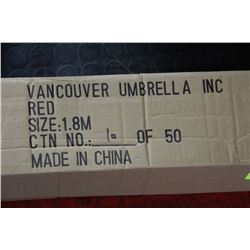 VANCOUVER UMBRELLA INC
RED
SIZE:1.8M
CTN NO.: 10 OF 50
MADE IN CHINA